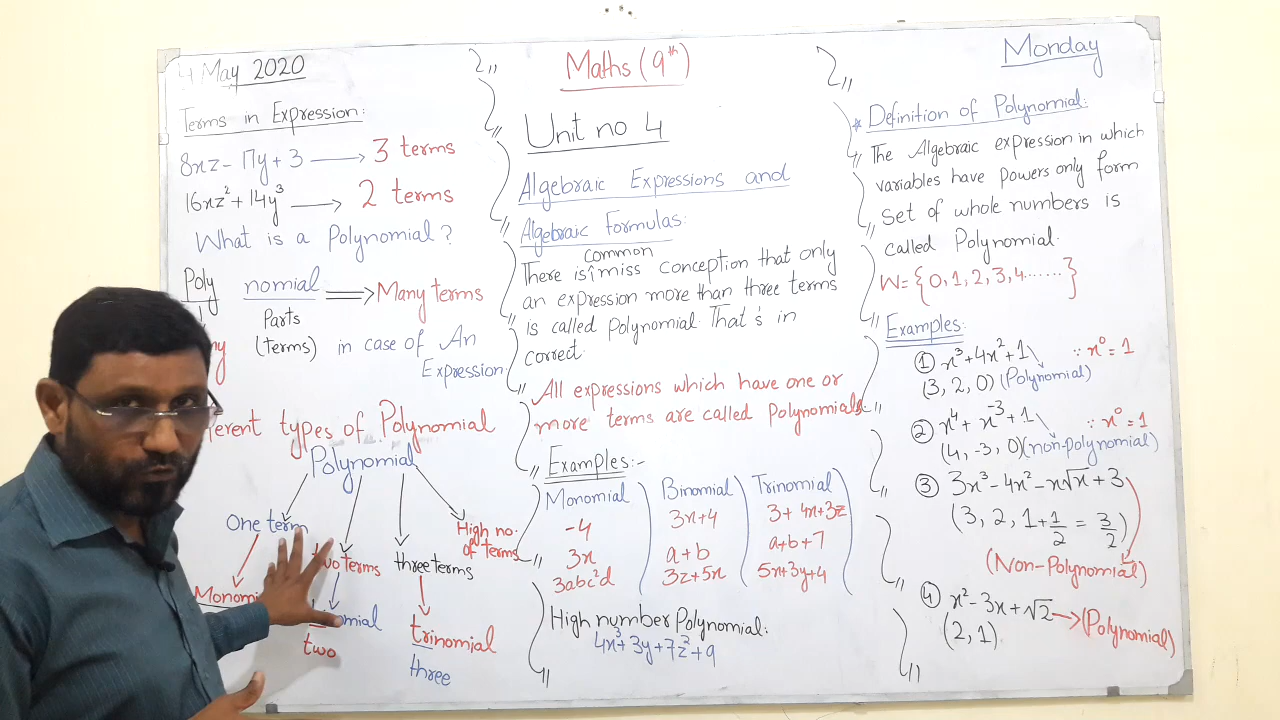 4 May 2020
Maths (9th)
Monday
Terms in Expression:
8xz - 17y + 3 → 3 terms
16xz² + 14y³ → 2 terms
What is a Polynomial?
Poly nomial ⇒ Many terms
Parts
(Terms) in case of An
Expression
types of Polynomial
Polynomial
One term
terms
three terms
High no.
of terms
two
trinomial
three
Unit no 4
Algebraic Expressions and
Algebraic Formulas:
common
There is ↑ miss conception that only
an expression more than three terms
is called polynomial. That's in
correct.
All expressions which have one or
more terms are called Polynomials.
Examples:-
Monomial Binomial Trinomial
-4 3x+4 3+4x+3z
3x a+b a+b+7
3abc²d 3z+5x 5x+3y+4
High number Polynomial:
4x³+3y+7z²+9
* Definition of Polynomial:
The Algebraic expression in which
variables have powers only form
set of whole numbers is
called Polynomial.
W = {0,1,2,3,4.......}
Examples:
① x³+4x²+1 ∵ x⁰=1
(3, 2, 0) (Polynomial)
② x⁴+x⁻³+1 ∵ x⁰=1
(4, -3, 0) (non-polynomial)
③ 3x³-4x²-x√x+3
(3, 2, 1+1/2 = 3/2)
(Non-Polynomial)
④ x²-3x+√2 → (Polynomial)
(2, 1)